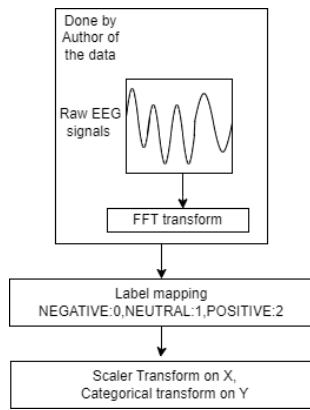 Done by
Author of
the data
Raw EEG
signals
FFT transform
Label mapping
NEGATIVE:0,NEUTRAL:1,POSITIVE:2
Scaler Transform on X,
Categorical transform on Y